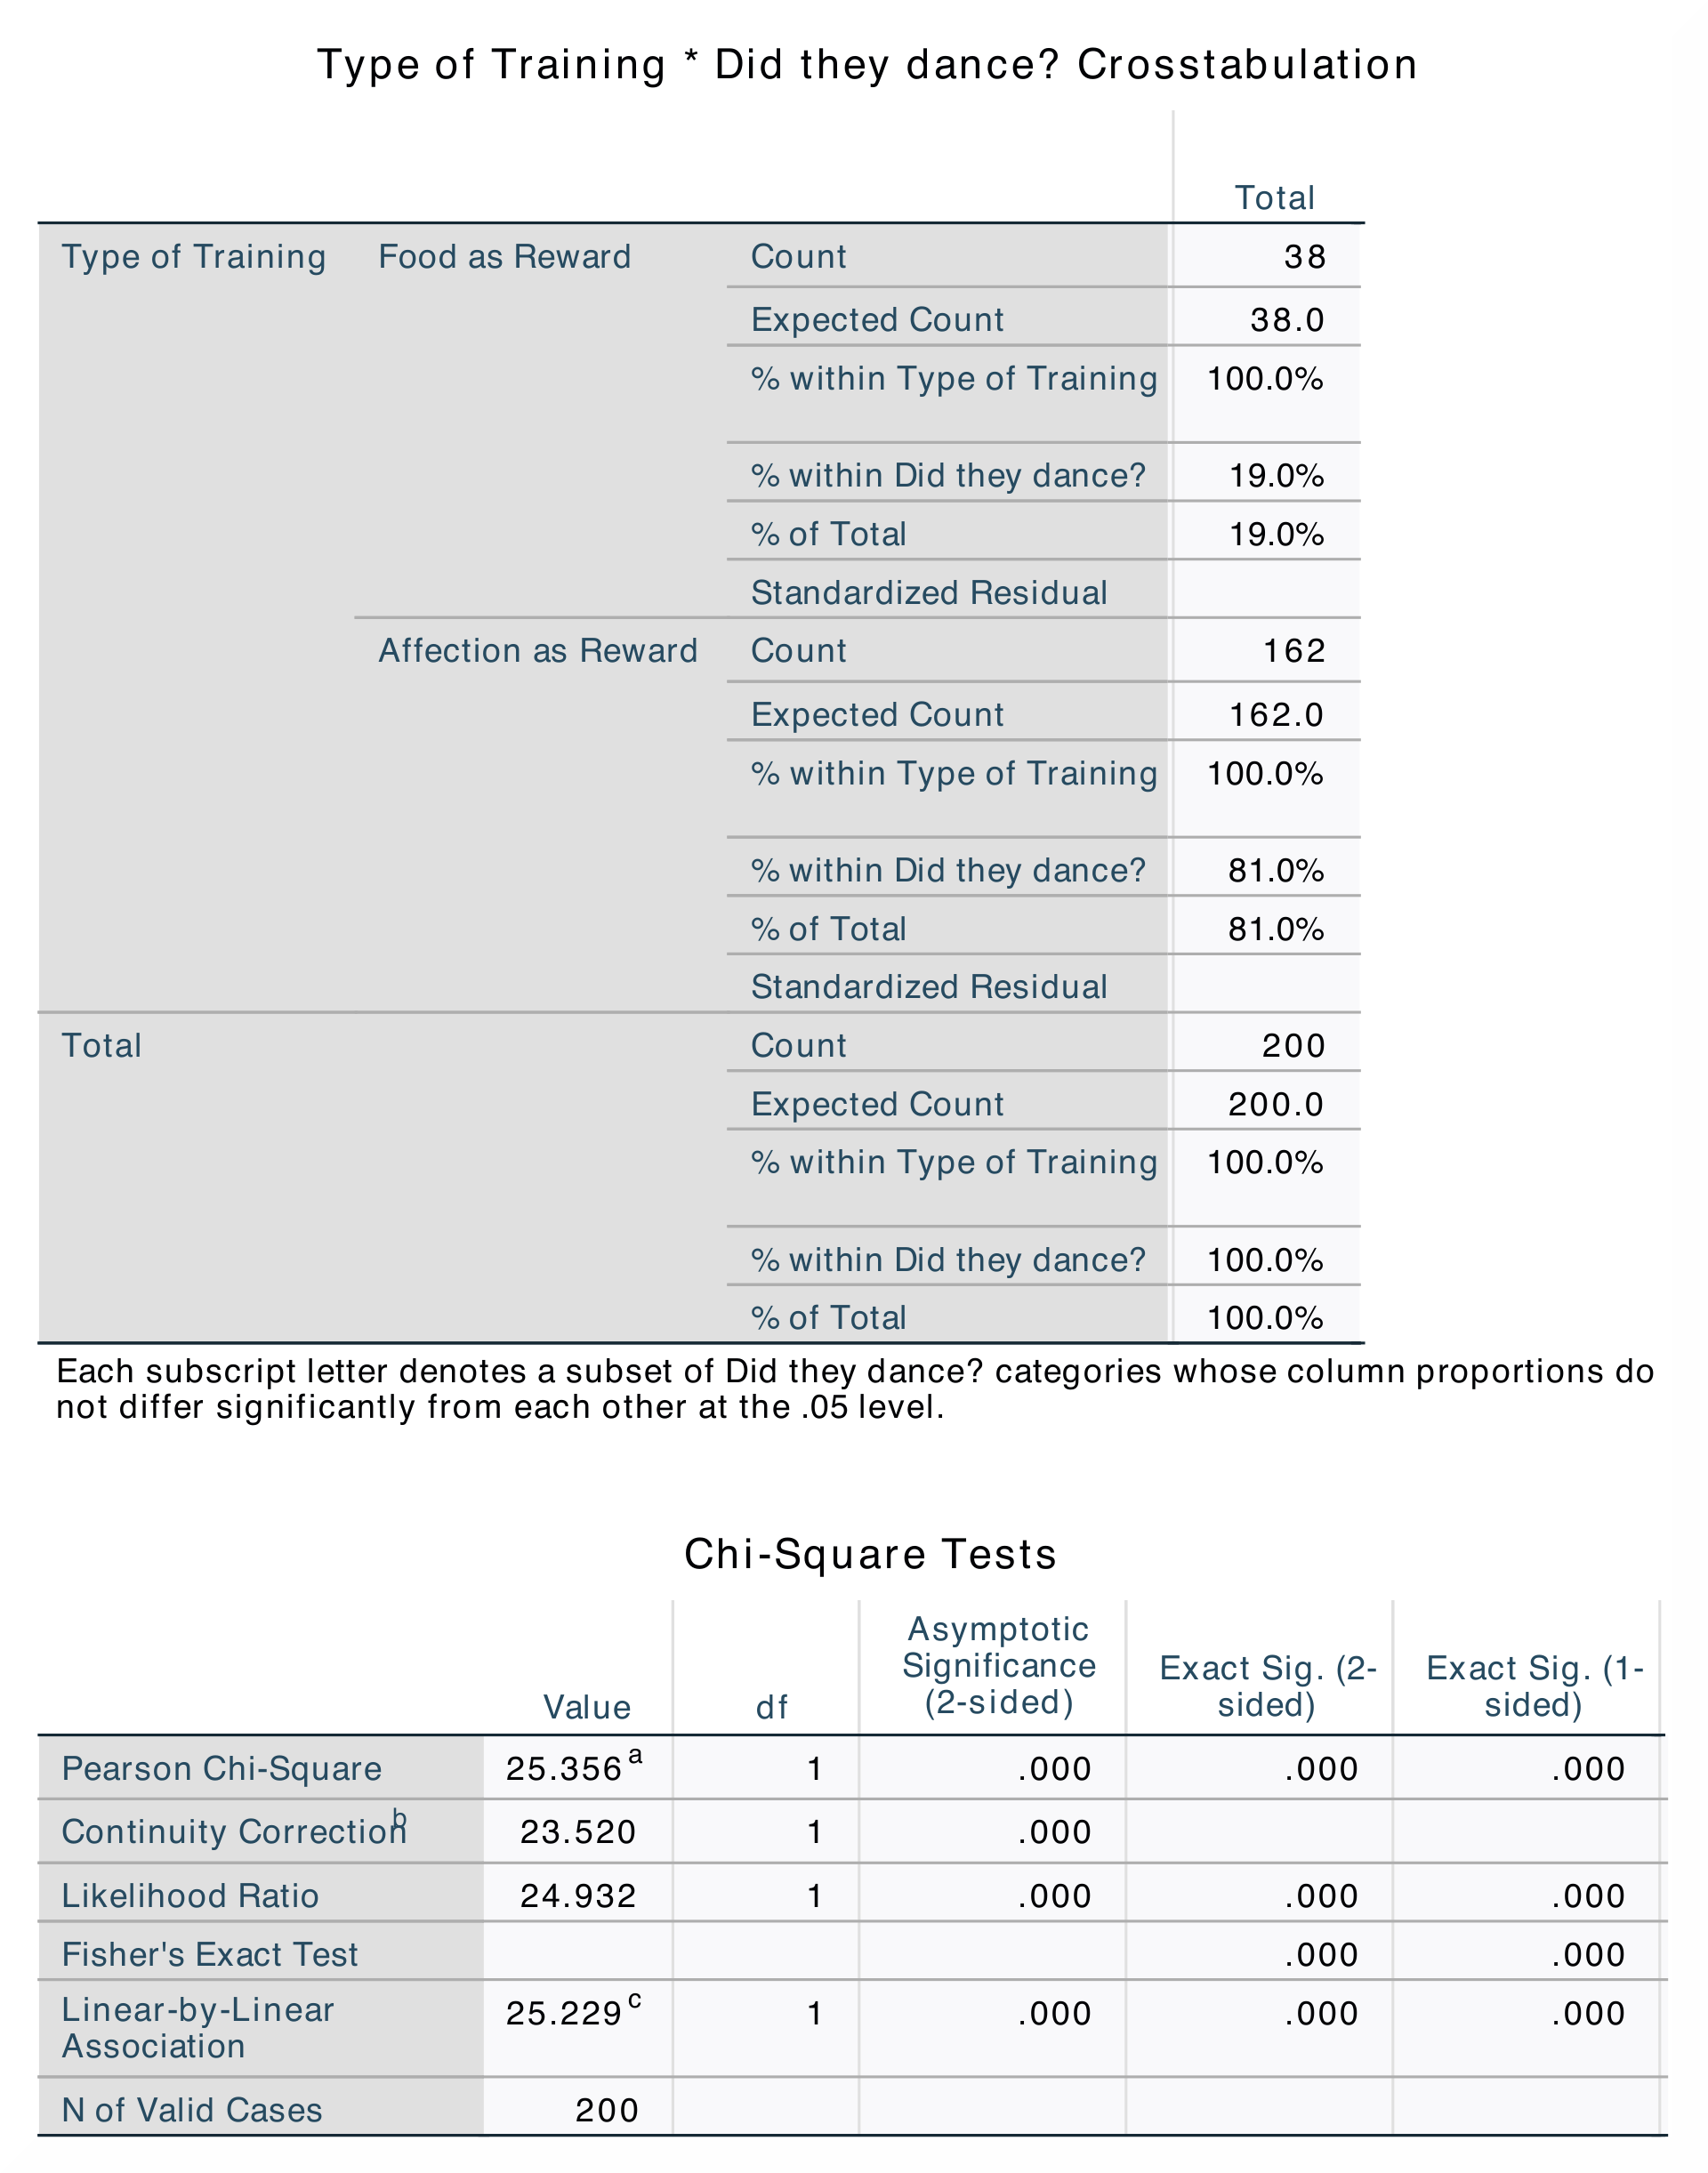 Type of Training * Did they dance? Crosstabulation
Total
Type of Training Food as Reward Count 38
Expected Count 38.0
% within Type of Training 100.0%
% within Did they dance? 19.0%
% of Total 19.0%
Standardized Residual
Affection as Reward Count 162
Expected Count 162.0
% within Type of Training 100.0%
% within Did they dance? 81.0%
% of Total 81.0%
Standardized Residual
Total Count 200
Expected Count 200.0
% within Type of Training 100.0%
% within Did they dance? 100.0%
% of Total 100.0%
Each subscript letter denotes a subset of Did they dance? categories whose column proportions do
not differ significantly from each other at the .05 level.
Chi-Square Tests
Value df Asymptotic Significance (2-sided) Exact Sig. (2-sided) Exact Sig. (1-sided)
Pearson Chi-Square 25.356 a 1 .000 .000 .000
Continuity Correction b 23.520 1 .000
Likelihood Ratio 24.932 1 .000 .000 .000
Fisher's Exact Test .000 .000
Linear-by-Linear Association 25.229 c 1 .000 .000 .000
N of Valid Cases 200